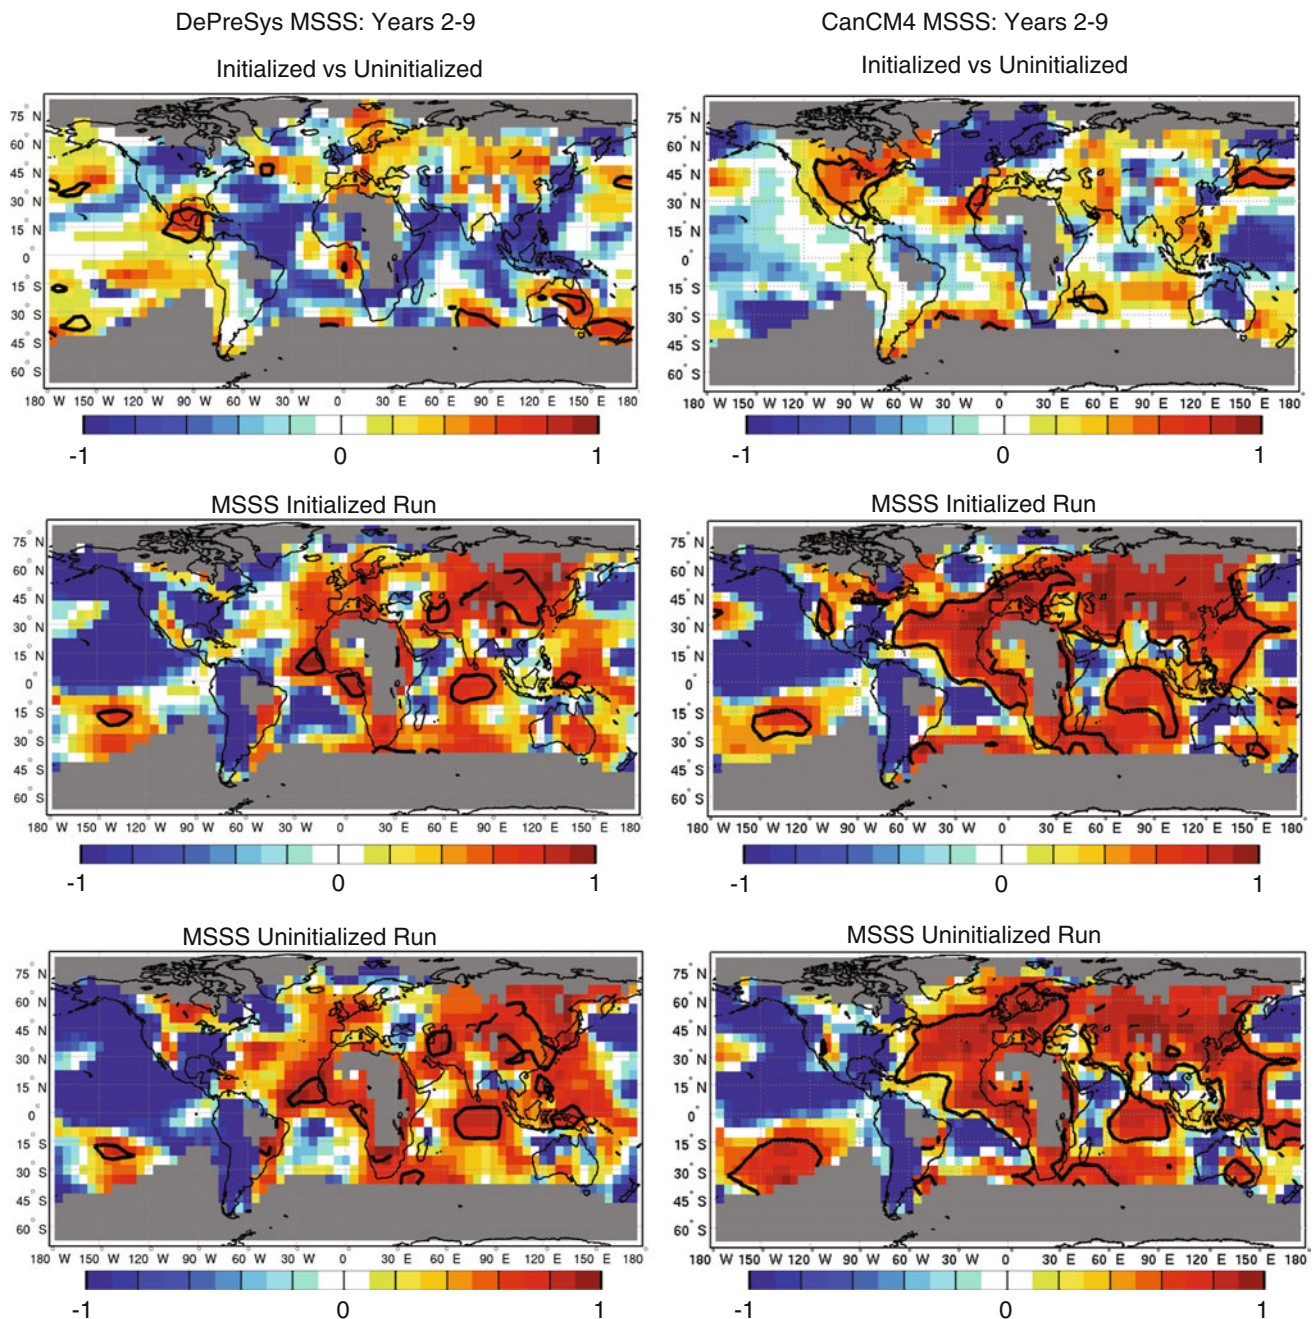 DePreSys MSSS: Years 2-9
CanCM4 MSSS: Years 2-9
Initialized vs Uninitialized
Initialized vs Uninitialized
75° N
60° N
45° N
30° N
15° N
0°
15° S
30° S
45° S
60° S
180° W 150° W 120° W 90° W 60° W 30° W 0° 30° E 60° E 90° E 120° E 150° E 180°
-1 0 1
75° N
60° N
45° N
30° N
15° N
0°
15° S
30° S
45° S
60° S
180° W 150° W 120° W 90° W 60° W 30° W 0 30° E 60° E 90° E 120° E 150° E 180°
-1 0 1
MSSS Initialized Run
MSSS Initialized Run
75° N
60° N
45° N
30° N
15° N
0°
15° S
30° S
45° S
60° S
180° W 150° W 120° W 90° W 60° W 30° W 0° 30° E 60° E 90° E 120° E 150° E 180°
-1 0 1
75° N
60° N
45° N
30° N
15° N
0°
15° S
30° S
45° S
60° S
180° W 150° W 120° W 90° W 60° W 30° W 0 30° E 60° E 90° E 120° E 150° E 180°
-1 0 1
MSSS Uninitialized Run
MSSS Uninitialized Run
75° N
60° N
45° N
30° N
15° N
0°
15° S
30° S
45° S
60° S
180° W 150° W 120° W 90° W 60° W 30° W 0° 30° E 60° E 90° E 120° E 150° E 180°
-1 0 1
75° N
60° N
45° N
30° N
15° N
0°
15° S
30° S
45° S
60° S
180° W 150° W 120° W 90° W 60° W 30° W 0 30° E 60° E 90° E 120° E 150° E 180°
-1 0 1